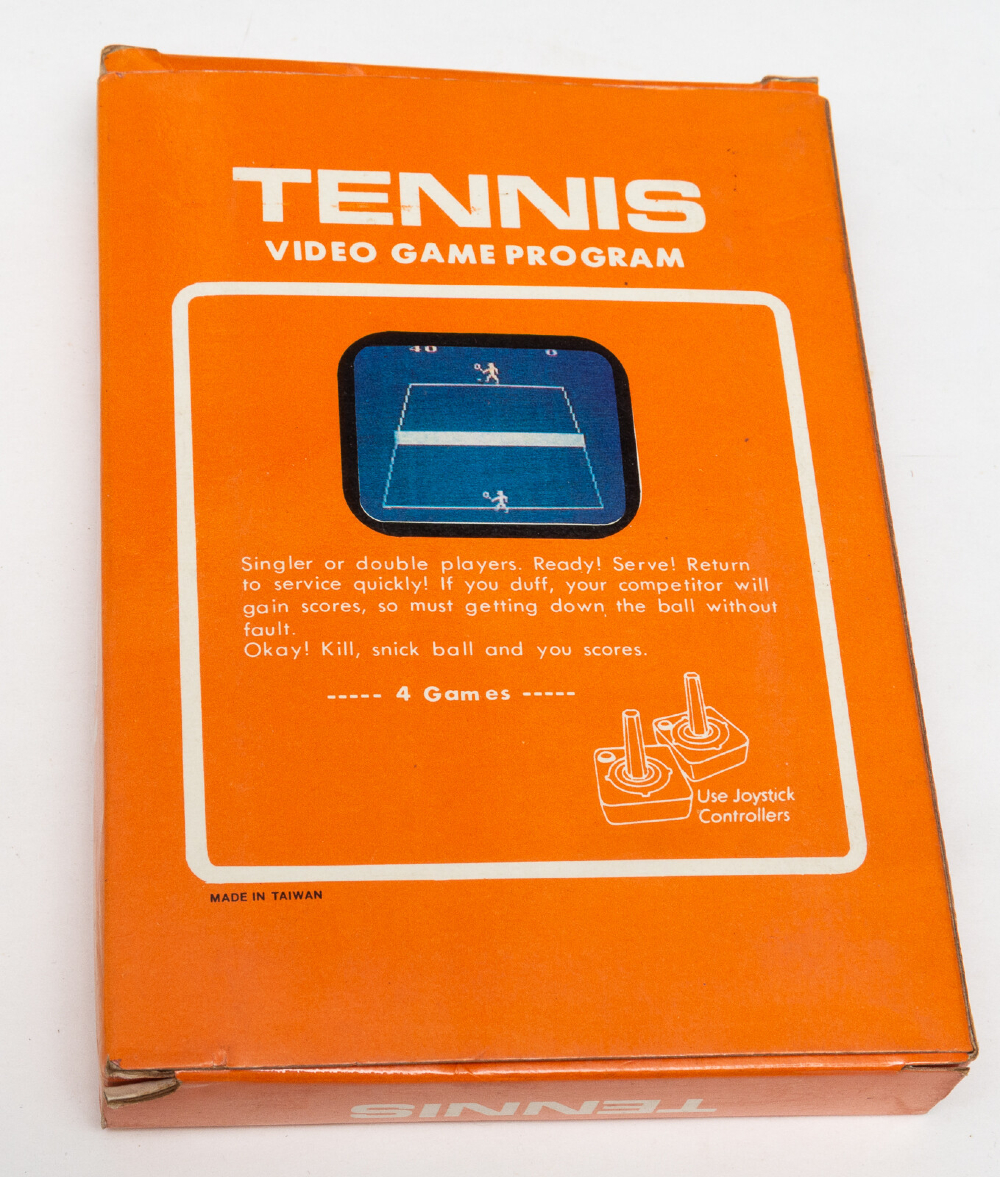 TENNIS
VIDEO GAME PROGRAM
40 0
Singler or double players. Ready! Serve! Return
to service quickly! If you duff, your competitor will
gain scores, so must getting down the ball without
fault.
Okay! Kill, snick ball and you scores.
----- 4 Games -----
Use Joystick
Controllers
MADE IN TAIWAN
TENNIS